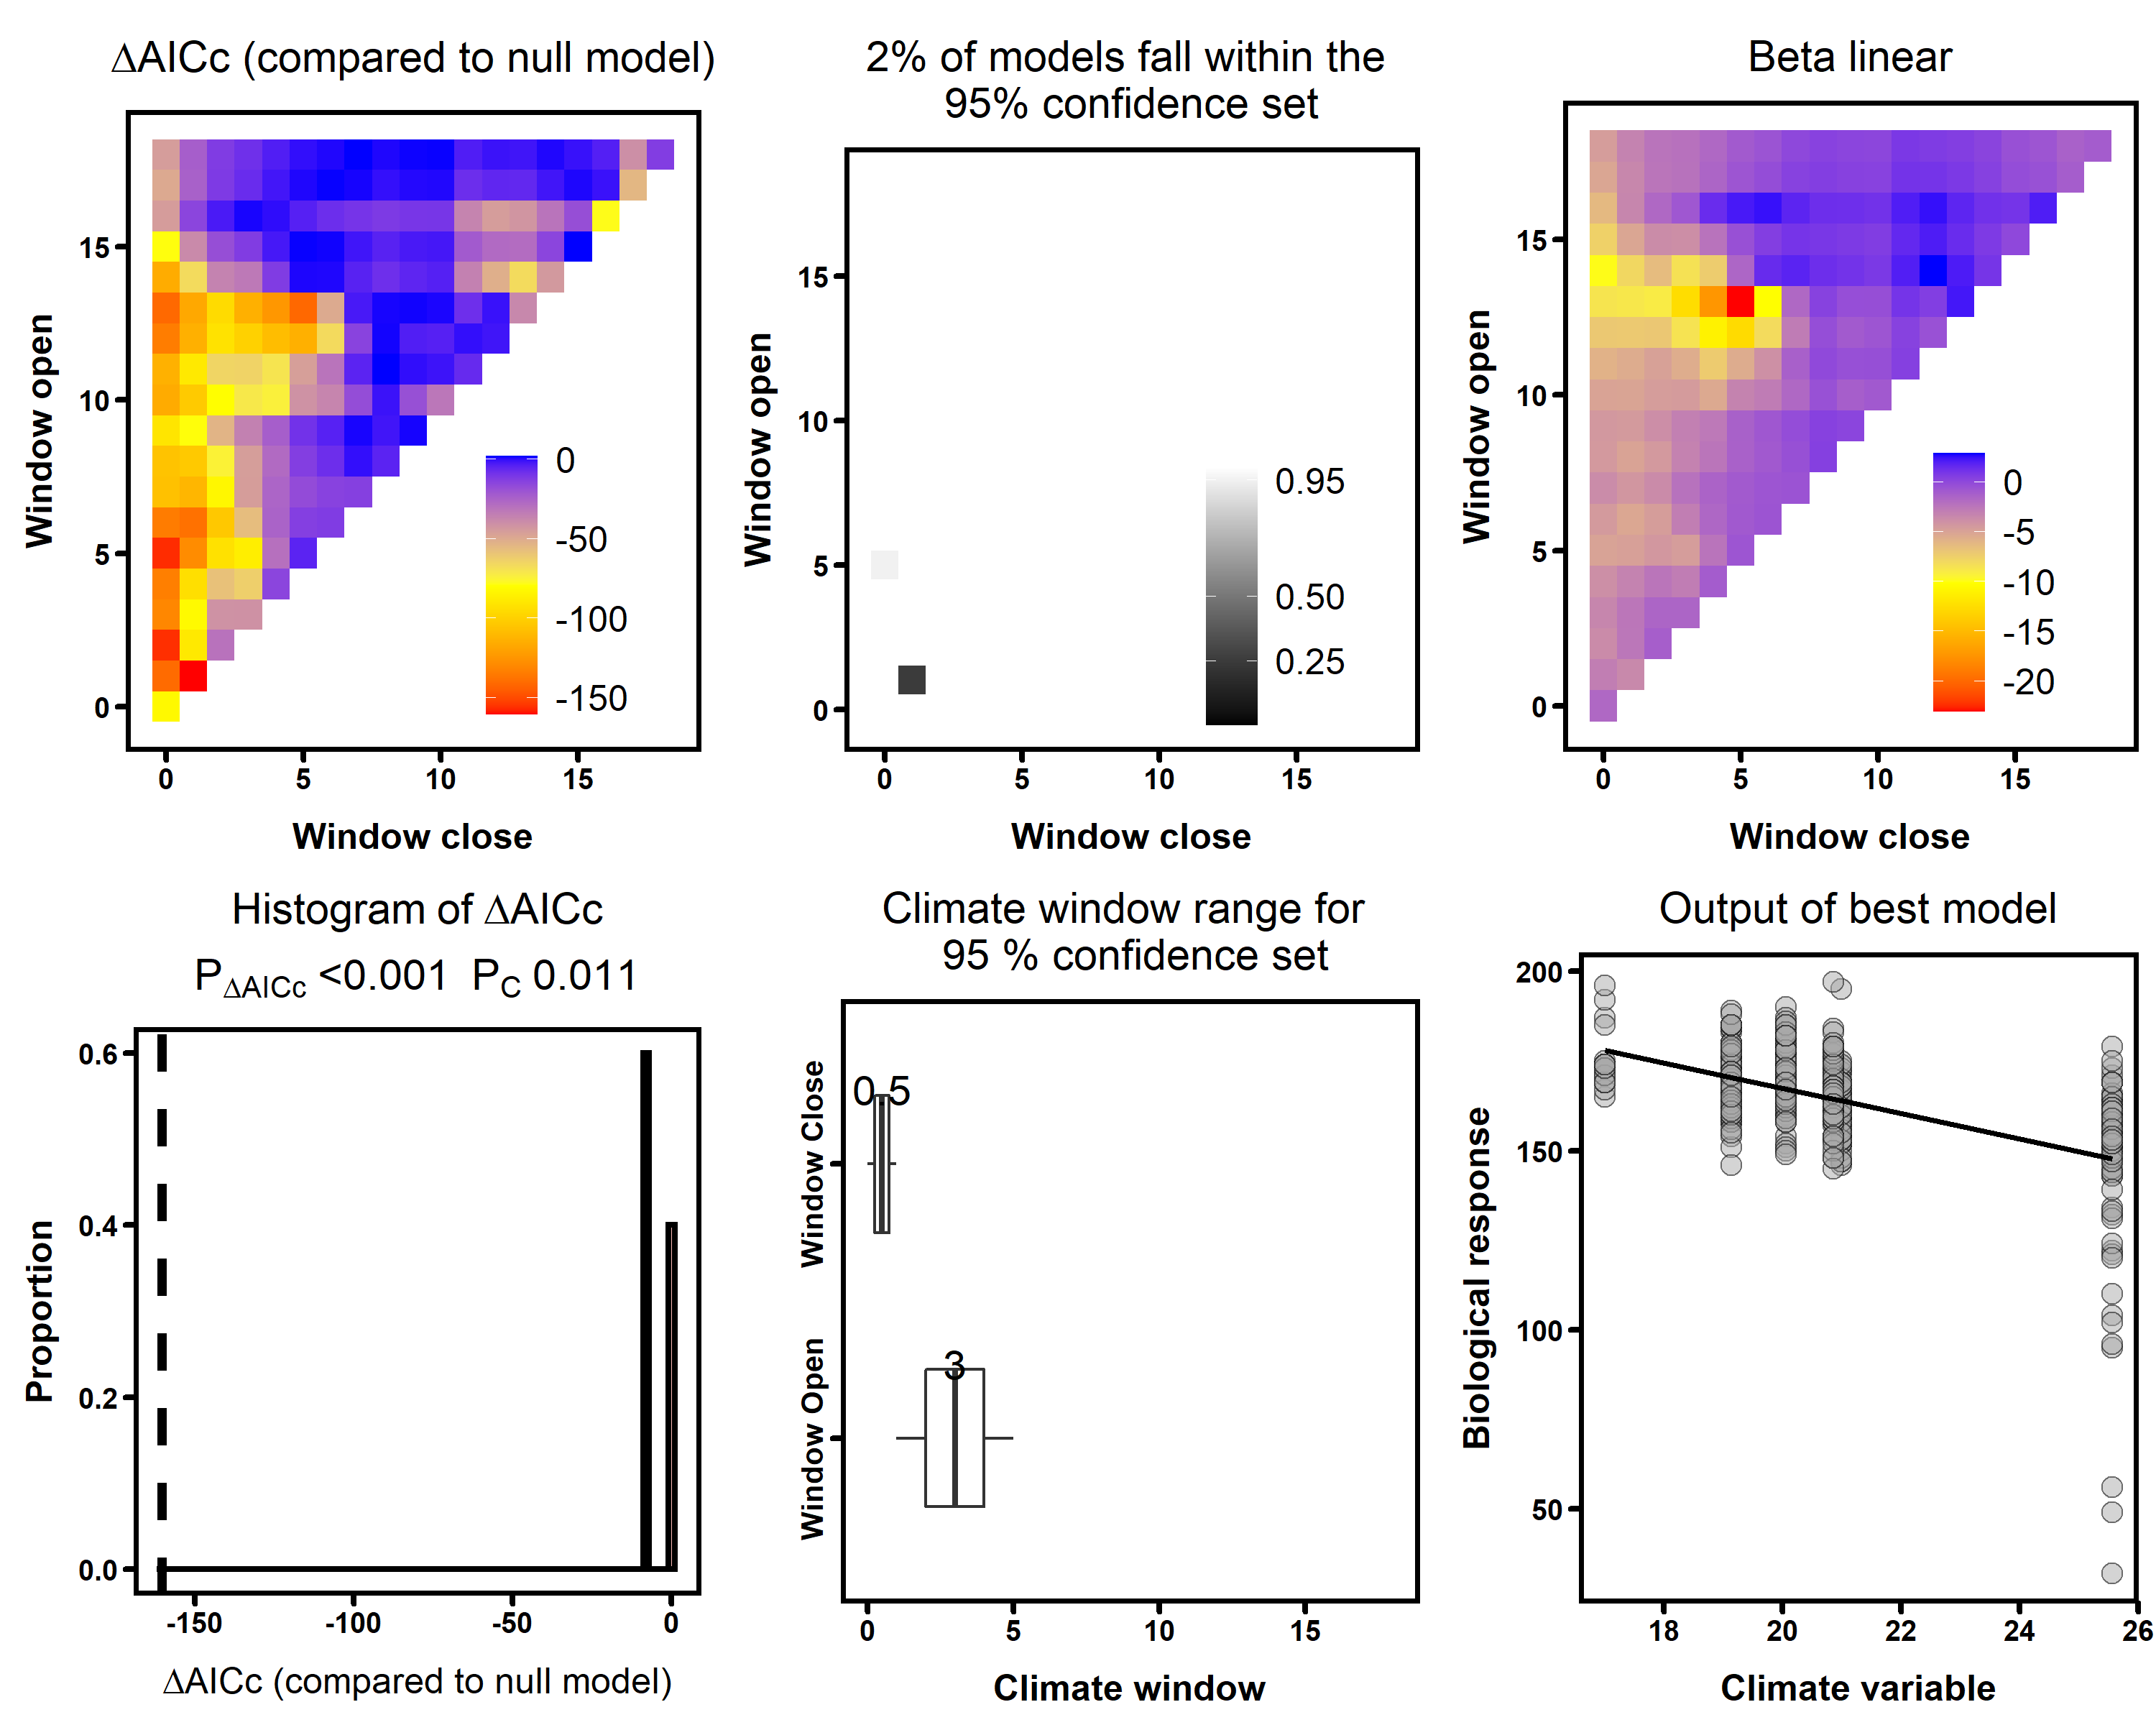 ΔAICc (compared to null model)
Window open
15
10
5
0
0
-50
-100
-150
0 5 10 15
Window close
2% of models fall within the
95% confidence set
Window open
15
10
5
0
0.95
0.50
0.25
0 5 10 15
Window close
Beta linear
Window open
15
10
5
0
0
-5
-10
-15
-20
0 5 10 15
Window close
Histogram of ΔAICc
PΔAICc <0.001 PC 0.011
Proportion
0.6
0.4
0.2
0.0
-150 -100 -50 0
ΔAICc (compared to null model)
Climate window range for
95 % confidence set
Window Close
0.5
Window Open
3
0 5 10 15
Climate window
Output of best model
Biological response
200
150
100
50
18 20 22 24 26
Climate variable